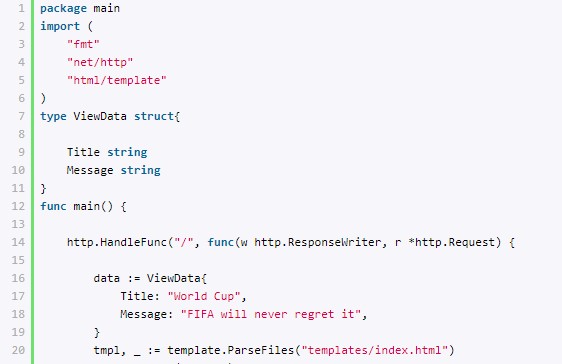 1 package main
2 import (
3     "fmt"
4     "net/http"
5     "html/template"
6 )
7 type ViewData struct{
8
9     Title string
10     Message string
11 }
12 func main() {
13
14     http.HandleFunc("/", func(w http.ResponseWriter, r *http.Request) {
15
16         data := ViewData{
17             Title: "World Cup",
18             Message: "FIFA will never regret it",
19         }
20         tmpl, _ := template.ParseFiles("templates/index.html")